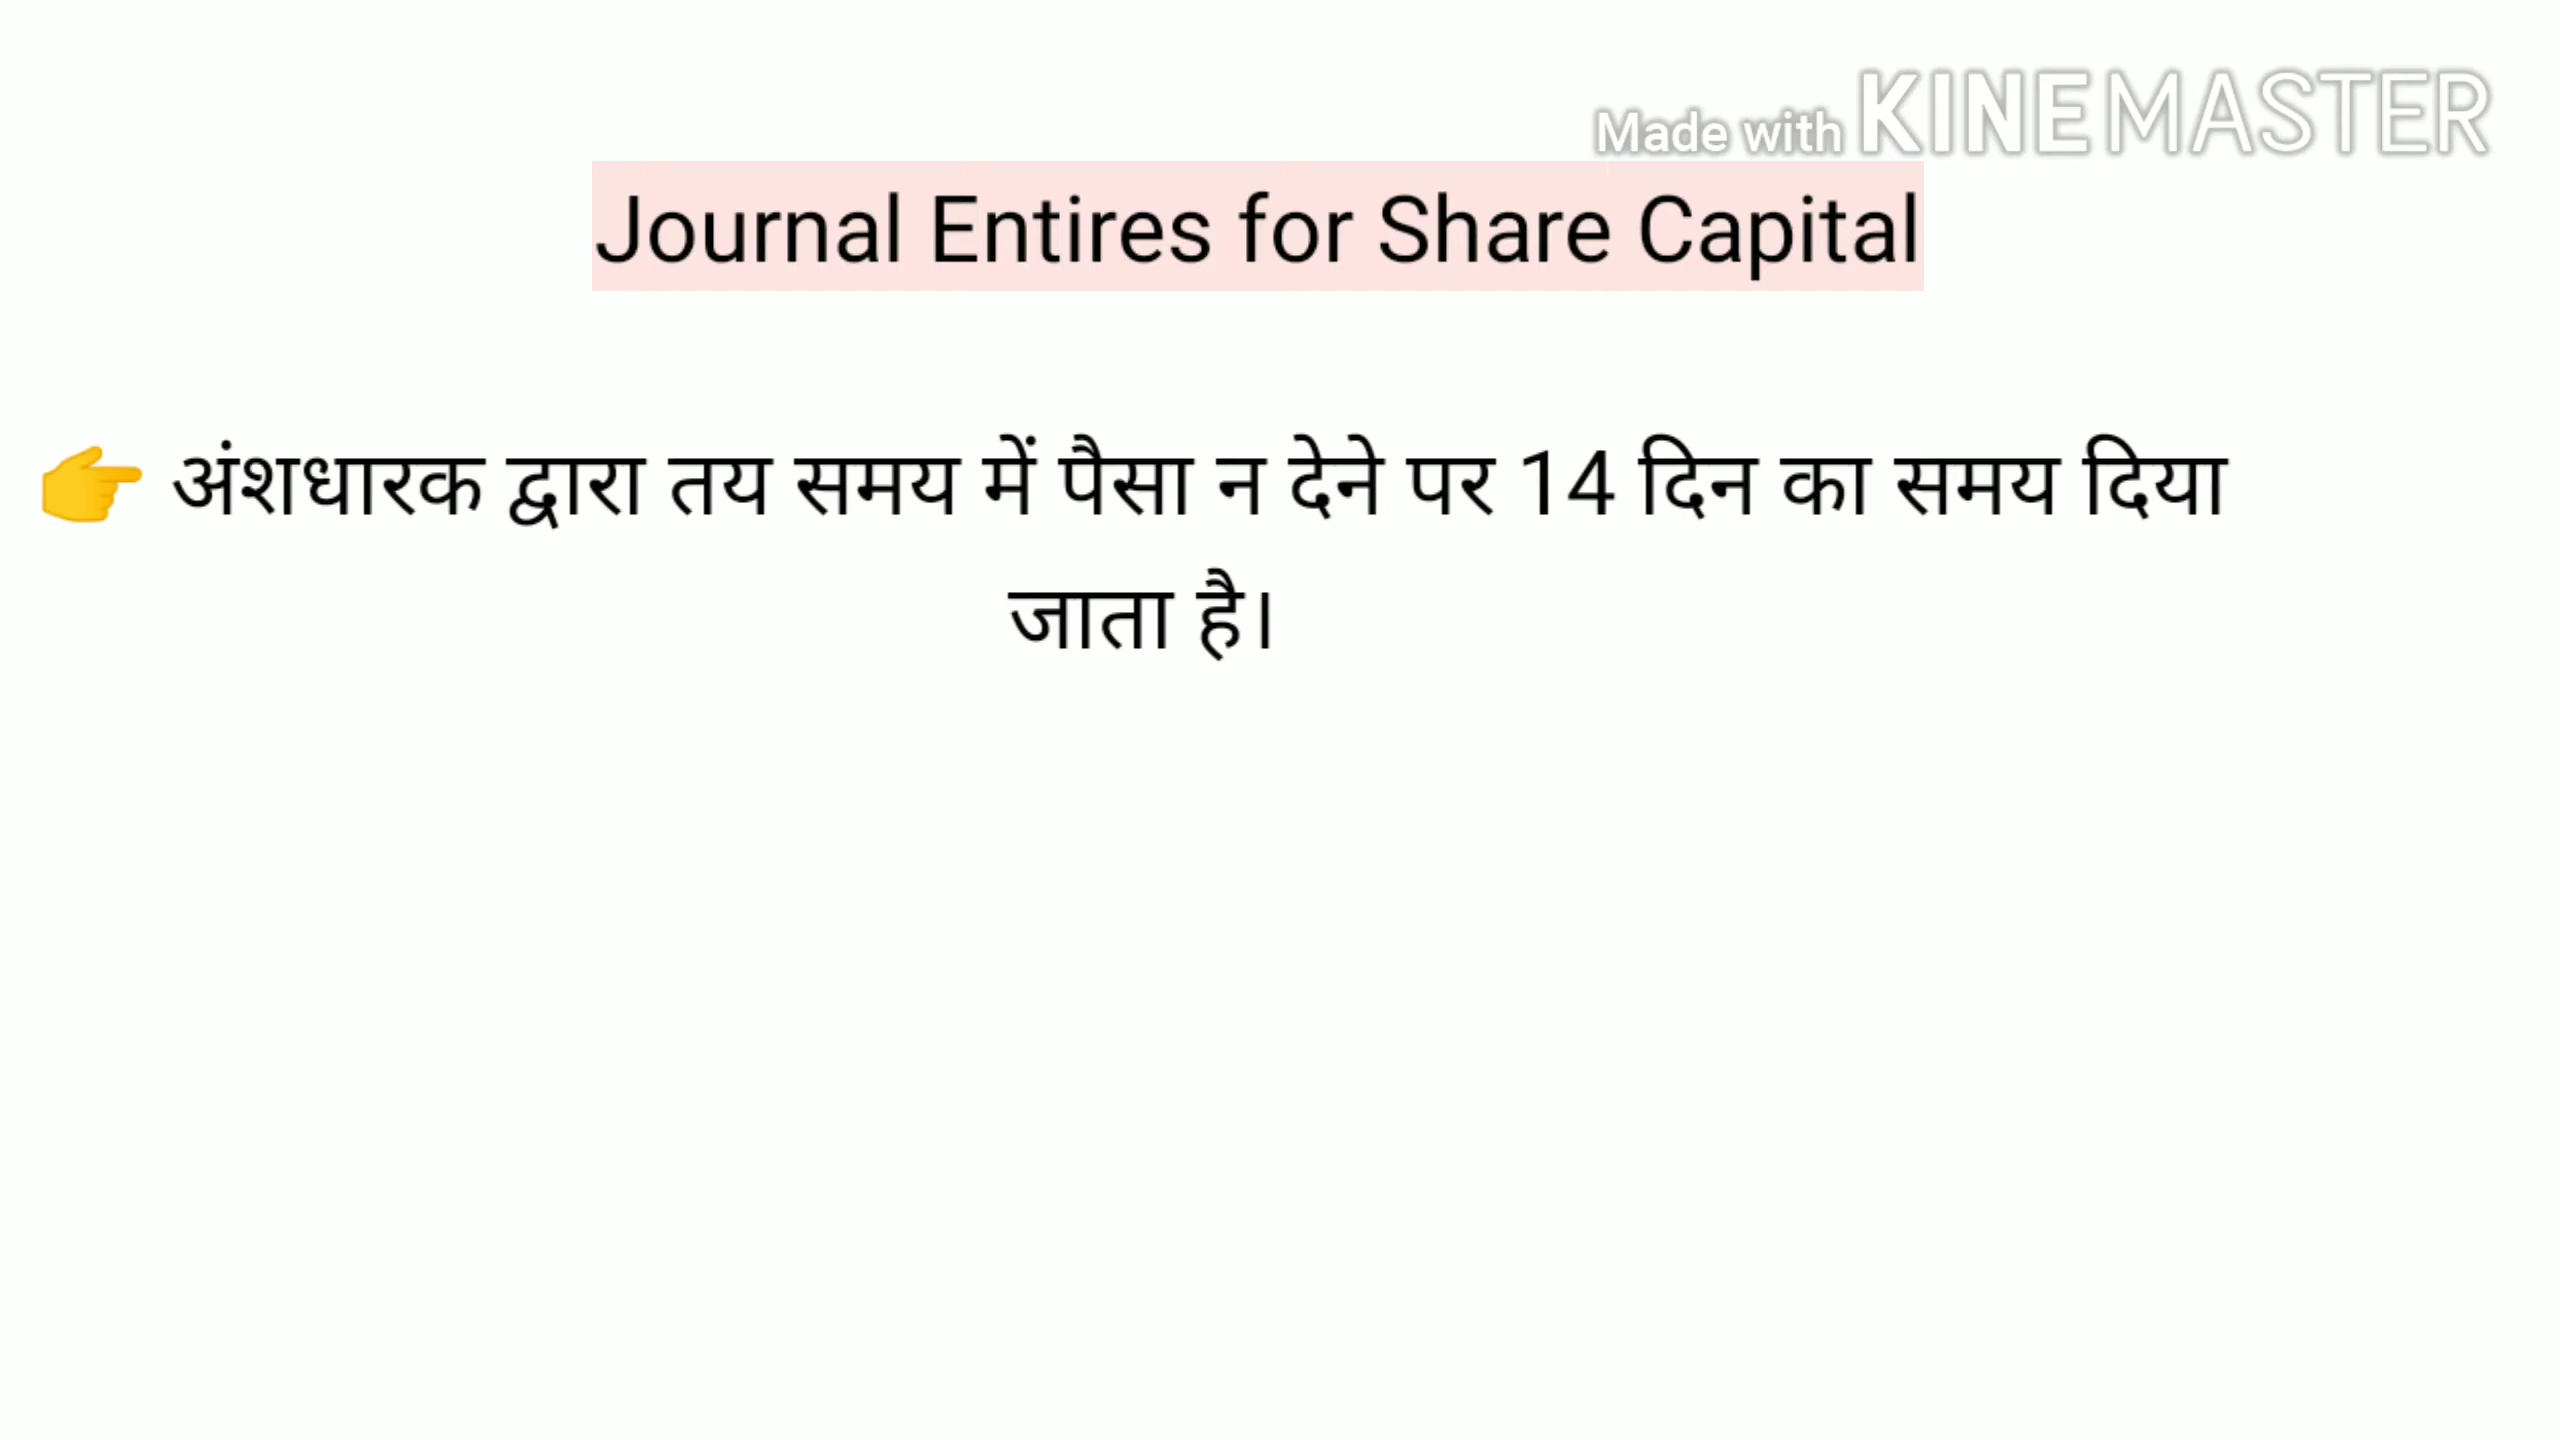 Made with KINEMASTER
Journal Entires for Share Capital
👉 अंशधारक द्वारा तय समय में पैसा न देने पर 14 दिन का समय दिया
जाता है।